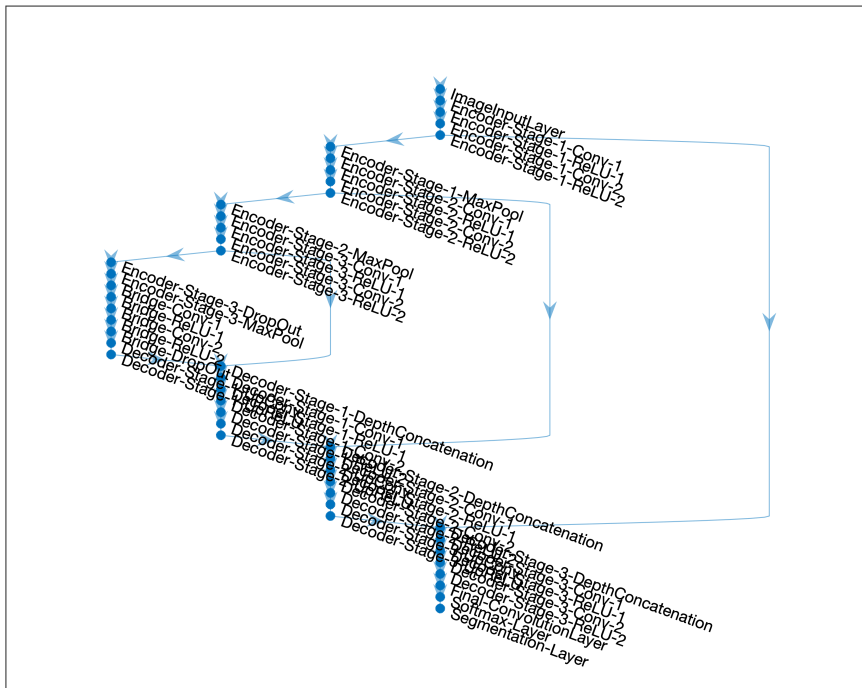 ImageInputLayer
Encoder-Stage-1-Conv-1
Encoder-Stage-1-ReLU-1
Encoder-Stage-1-Conv-2
Encoder-Stage-1-ReLU-2
Encoder-Stage-1-MaxPool
Encoder-Stage-2-Conv-1
Encoder-Stage-2-ReLU-1
Encoder-Stage-2-Conv-2
Encoder-Stage-2-ReLU-2
Encoder-Stage-2-MaxPool
Encoder-Stage-3-Conv-1
Encoder-Stage-3-ReLU-1
Encoder-Stage-3-Conv-2
Encoder-Stage-3-ReLU-2
Encoder-Stage-3-DropOut
Encoder-Stage-3-MaxPool
Bridge-Conv-1
Bridge-ReLU-1
Bridge-Conv-2
Bridge-ReLU-2
Bridge-DropOut
Decoder-Stage-1-DepthConcatenation
Decoder-Stage-1-Conv-1
Decoder-Stage-1-ReLU-1
Decoder-Stage-2-DepthConcatenation
Decoder-Stage-2-Conv-1
Decoder-Stage-2-ReLU-1
Decoder-Stage-3-DepthConcatenation
Decoder-Stage-3-Conv-1
Decoder-Stage-3-ReLU-1
Decoder-Stage-3-Conv-2
Decoder-Stage-3-ReLU-2
Final-ConvolutionLayer
Softmax-Layer
Segmentation-Layer